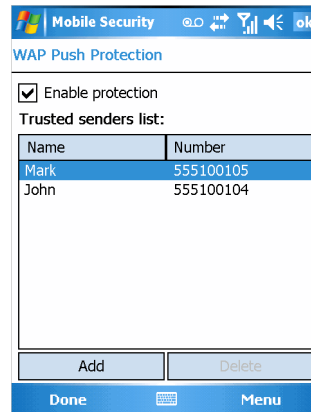 Mobile Security ok
WAP Push Protection
Enable protection
Trusted senders list:
Name Number
Mark 555100105
John 555100104
Add Delete
Done Menu